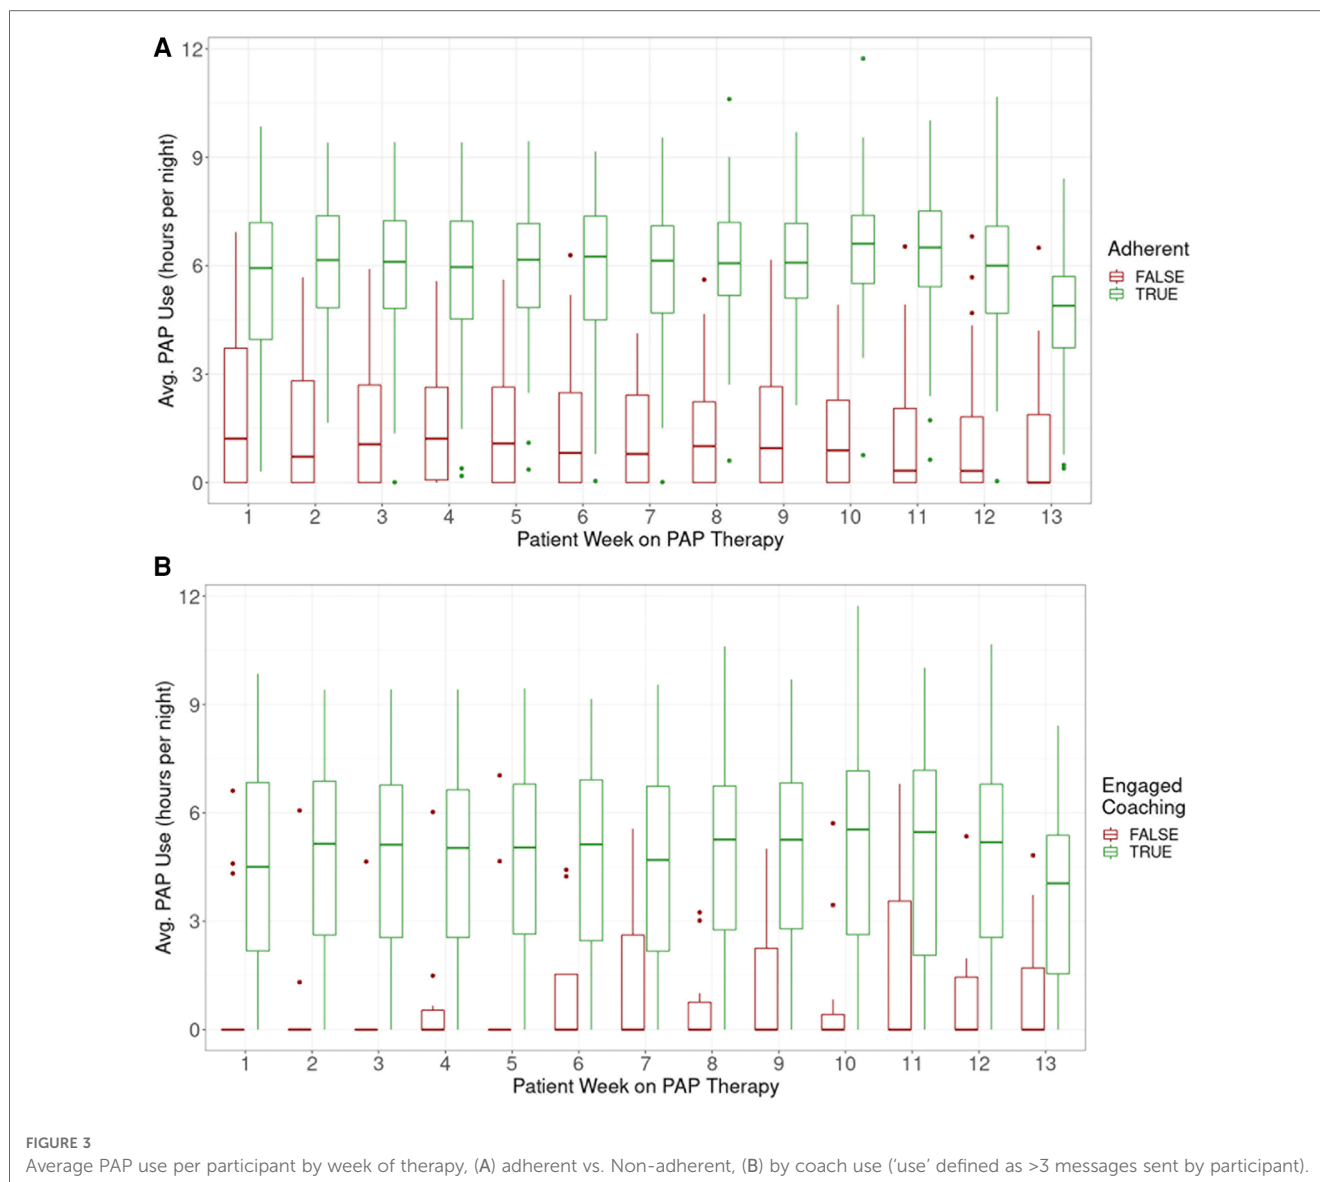 A
12
9
6
3
0
Avg. PAP Use (hours per night)
1 2 3 4 5 6 7 8 9 10 11 12 13
Patient Week on PAP Therapy
Adherent
FALSE
TRUE
B
12
9
6
3
0
Avg. PAP Use (hours per night)
1 2 3 4 5 6 7 8 9 10 11 12 13
Patient Week on PAP Therapy
Engaged
Coaching
FALSE
TRUE
FIGURE 3
Average PAP use per participant by week of therapy, (A) adherent vs. Non-adherent, (B) by coach use (‘use’ defined as >3 messages sent by participant).